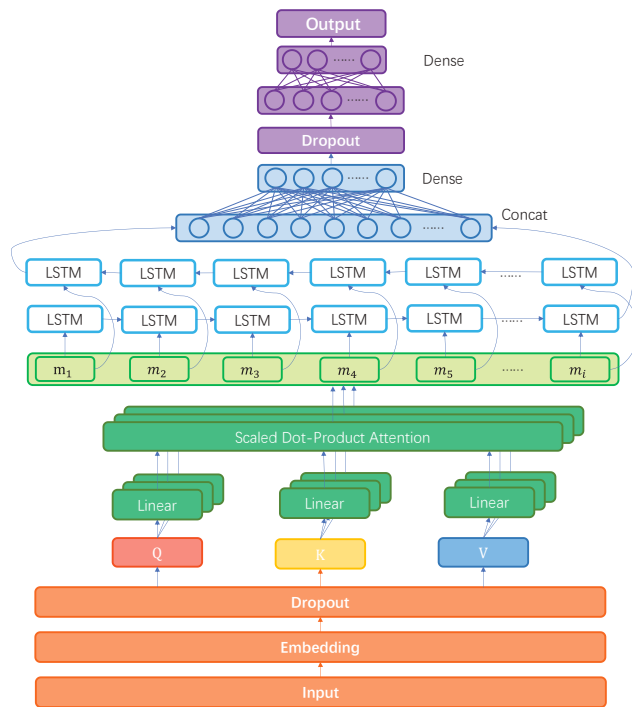 Output
...... Dense
......
Dropout
...... Dense
Concat
......
LSTM LSTM LSTM LSTM LSTM ...... LSTM
LSTM LSTM LSTM LSTM LSTM ...... LSTM
m₁ m₂ m₃ m₄ m₅ ...... mᵢ
Scaled Dot-Product Attention
Linear Linear Linear
Q K V
Dropout
Embedding
Input